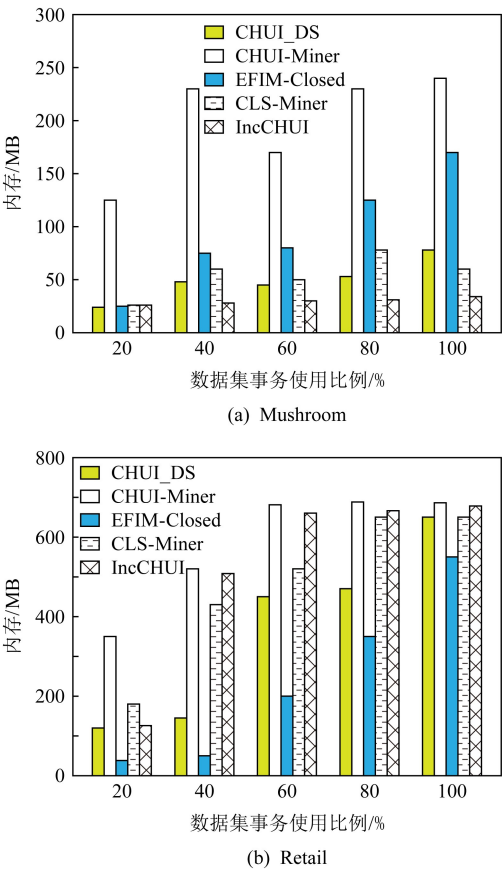 300
250
200
150
100
50
0
内存/MB
CHUI_DS
CHUI-Miner
EFIM-Closed
CLS-Miner
IncCHUI
20 40 60 80 100
数据集事务使用比例/%
(a) Mushroom
800
600
400
200
0
内存/MB
CHUI_DS
CHUI-Miner
EFIM-Closed
CLS-Miner
IncCHUI
20 40 60 80 100
数据集事务使用比例/%
(b) Retail